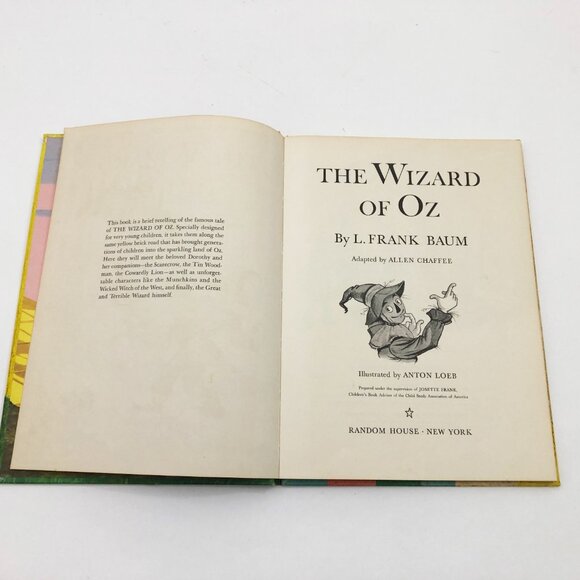 This book is a brief retelling of the famous tale
of THE WIZARD OF OZ. Specially designed
for very young children, it takes them along the
same yellow brick road that has brought genera-
tions of children into the sparkling land of Oz.
Here they will meet the beloved Dorothy and
her companions—the Scarecrow, the Tin Wood-
man, the Cowardly Lion—as well as unforget-
table characters like the Munchkins and the
Wicked Witch of the West, and finally, the Great
and Terrible Wizard himself.
THE WIZARD
OF OZ
By L. FRANK BAUM
Adapted by ALLEN CHAFFEE
Illustrated by ANTON LOEB
Prepared under the supervision of JOSETTE FRANK,
Children's Book Adviser of the Child Study Association of America
RANDOM HOUSE · NEW YORK